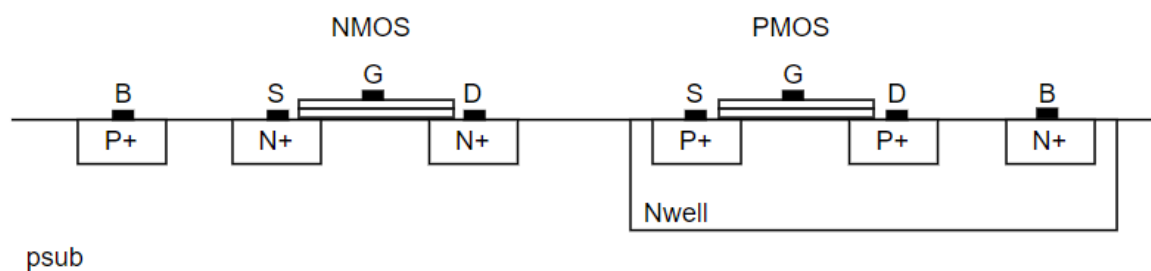 NMOS PMOS
G G
B S D S D B
P+ N+ N+ P+ P+ N+
Nwell
psub